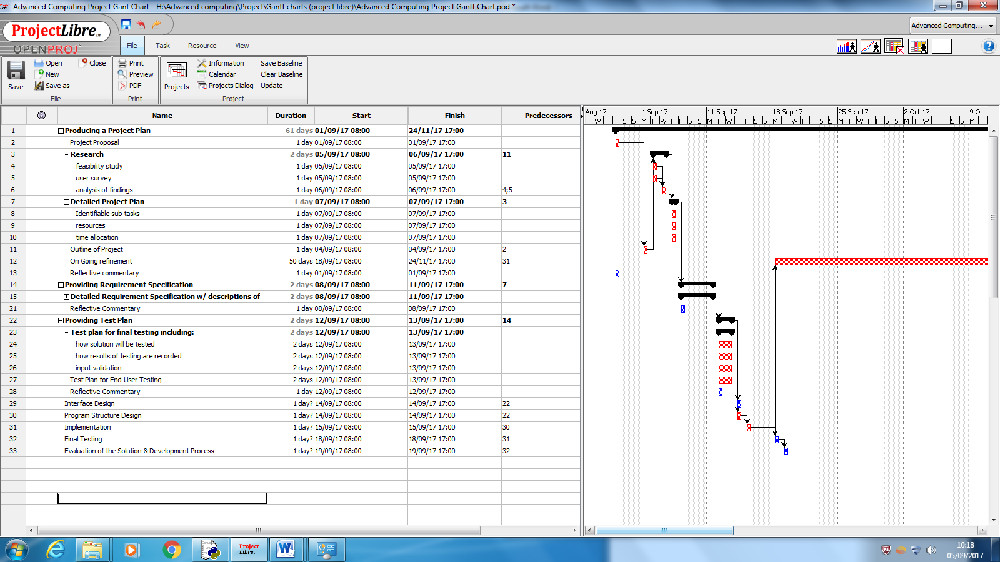 Advanced Computing Project Gant Chart - H:\Advanced computing\Project\Gantt charts (project libre)\Advanced Computing Project Gantt Chart.pod *
ProjectLibre™
OPENPROJ
Advanced Computing...
File Task Resource View
Save
Open
New
Save as
Close
File
Print
Preview
PDF
Print
Projects
Information
Calendar
Projects Dialog
Save Baseline
Clear Baseline
Update
Project
Name Duration Start Finish Predecessors
1 Producing a Project Plan 61 days 01/09/17 08:00 24/11/17 17:00
2 Project Proposal 1 day 01/09/17 08:00 01/09/17 17:00
3 Research 2 days 05/09/17 08:00 06/09/17 17:00 11
4 feasibility study 1 day 05/09/17 08:00 05/09/17 17:00
5 user survey 1 day 05/09/17 08:00 05/09/17 17:00
6 analysis of findings 1 day 06/09/17 08:00 06/09/17 17:00 4;5
7 Detailed Project Plan 1 day 07/09/17 08:00 07/09/17 17:00 3
8 Identifiable sub tasks 1 day 07/09/17 08:00 07/09/17 17:00
9 resources 1 day 07/09/17 08:00 07/09/17 17:00
10 time allocation 1 day 07/09/17 08:00 07/09/17 17:00
11 Outline of Project 1 day 04/09/17 08:00 04/09/17 17:00 2
12 On Going refinement 50 days 18/09/17 08:00 24/11/17 17:00 31
13 Reflective commentary 1 day 01/09/17 08:00 01/09/17 17:00
14 Providing Requirement Specification 2 days 08/09/17 08:00 11/09/17 17:00 7
15 Detailed Requirement Specification w/ descriptions of 2 days 08/09/17 08:00 11/09/17 17:00
21 Reflective Commentary 1 day 08/09/17 08:00 08/09/17 17:00
22 Providing Test Plan 2 days 12/09/17 08:00 13/09/17 17:00 14
23 Test plan for final testing including: 2 days 12/09/17 08:00 13/09/17 17:00
24 how solution will be tested 2 days 12/09/17 08:00 13/09/17 17:00
25 how results of testing are recorded 2 days 12/09/17 08:00 13/09/17 17:00
26 input validation 2 days 12/09/17 08:00 13/09/17 17:00
27 Test Plan for End-User Testing 2 days 12/09/17 08:00 13/09/17 17:00
28 Reflective Commentary 1 day 12/09/17 08:00 12/09/17 17:00
29 Interface Design 1 day? 14/09/17 08:00 14/09/17 17:00 22
30 Program Structure Design 1 day? 14/09/17 08:00 14/09/17 17:00 22
31 Implementation 1 day? 15/09/17 08:00 15/09/17 17:00 30
32 Final Testing 1 day? 18/09/17 08:00 18/09/17 17:00 31
33 Evaluation of the Solution & Development Process 1 day? 19/09/17 08:00 19/09/17 17:00 32
Aug 17 4 Sep 17 11 Sep 17 18 Sep 17 25 Sep 17 2 Oct 17 9 Oct
T W T F S S M T W T F S S M T W T F S S M T W T F S S M T W T F S S M T W T F S S M T
Project Libre.
10:18
05/09/2017